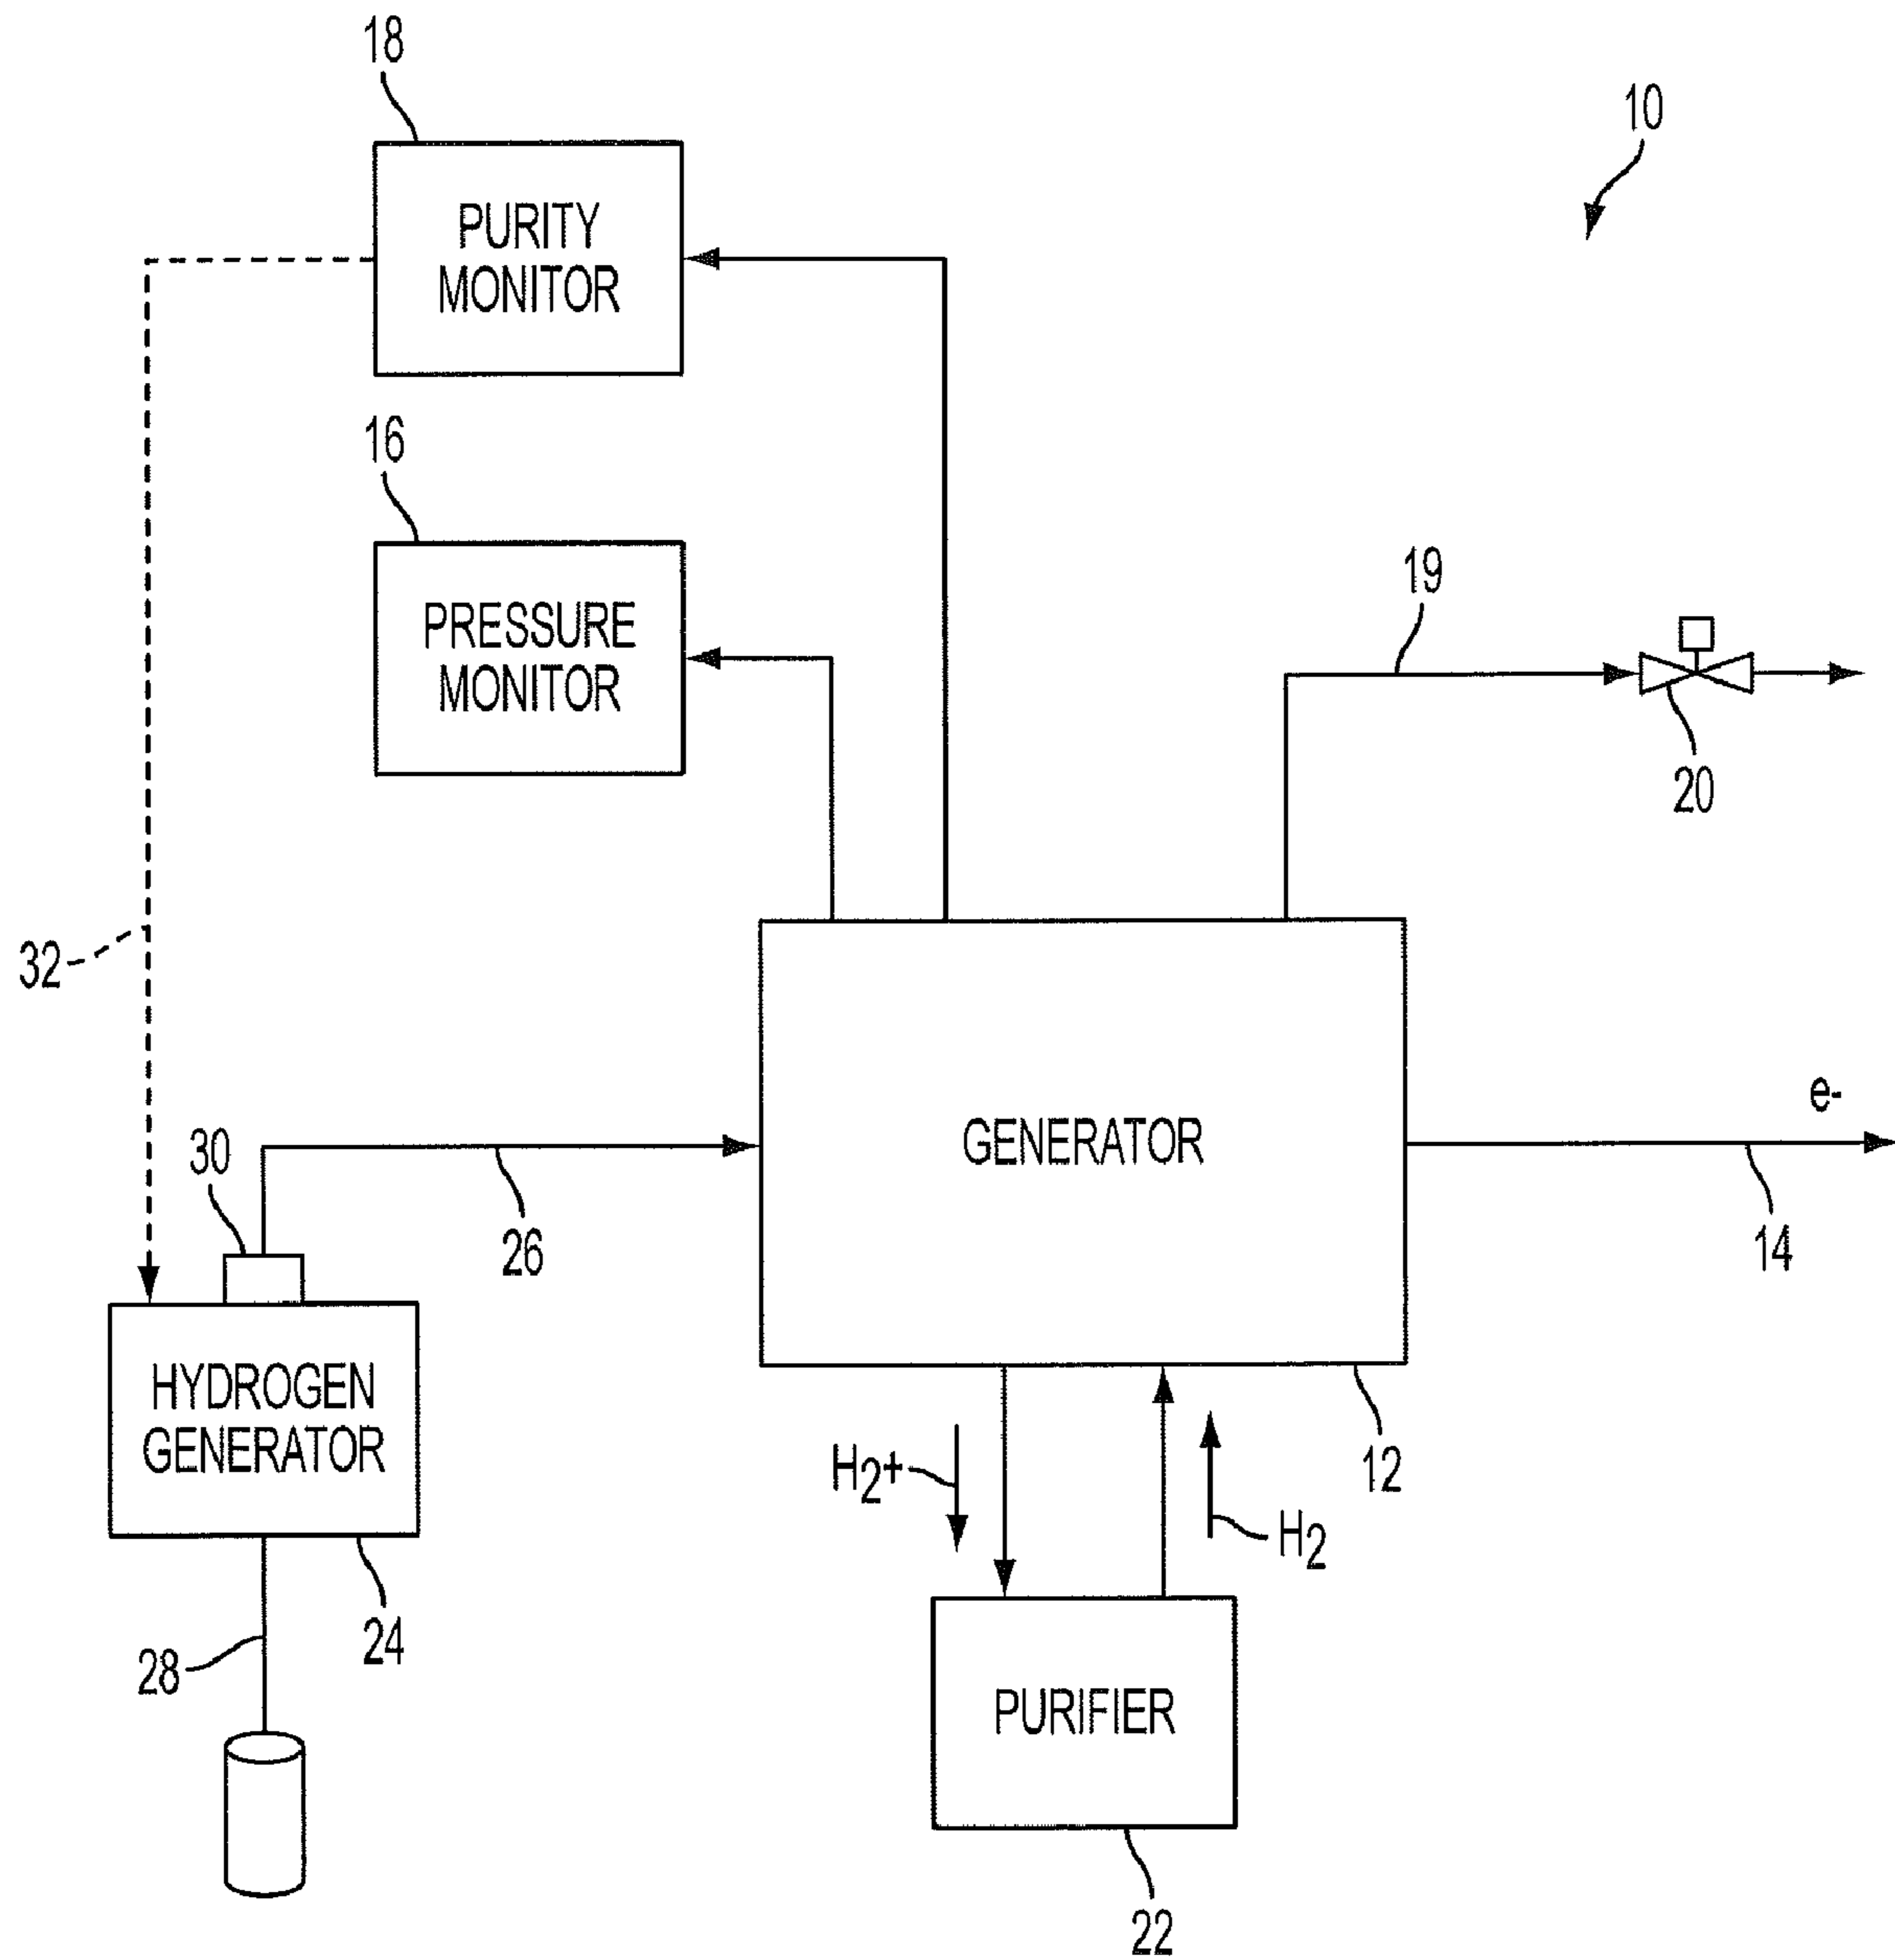 18
10
PURITY
MONITOR
16
19
PRESSURE
MONITOR
20
32
e-
GENERATOR
30
26
14
HYDROGEN
GENERATOR
H2+
12
H2
24
28
PURIFIER
22